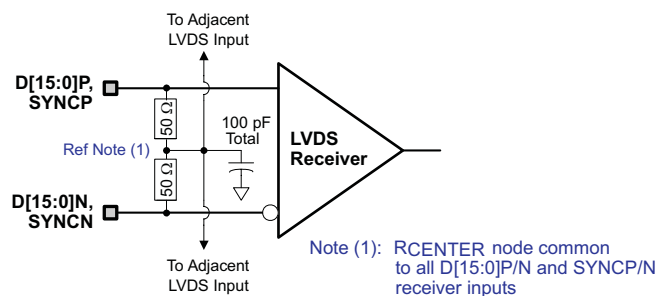 To Adjacent
LVDS Input
D[15:0]P,
SYNCP
50 Ω
100 pF
Total
LVDS
Receiver
Ref Note (1)
50 Ω
D[15:0]N,
SYNCN
To Adjacent
LVDS Input
Note (1): RCENTER node common
to all D[15:0]P/N and SYNCP/N
receiver inputs